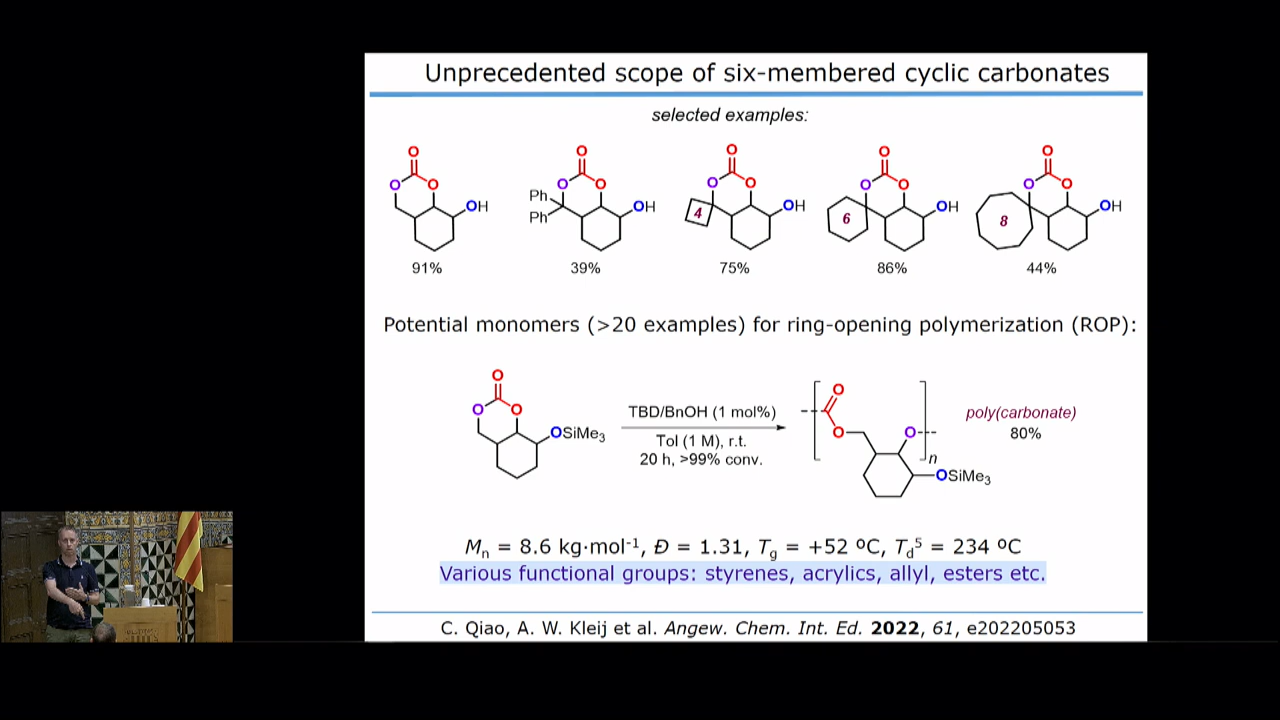 Unprecedented scope of six-membered cyclic carbonates
selected examples:
O O O OH
Ph Ph O O O OH
4 O O O OH
6 O O O OH
8 O O O OH
91% 39% 75% 86% 44%
Potential monomers (>20 examples) for ring-opening polymerization (ROP):
O O O OSiMe3
TBD/BnOH (1 mol%)
Tol (1 M), r.t.
20 h, >99% conv.
O O O n OSiMe3
poly(carbonate)
80%
Mn = 8.6 kg·mol-1, Đ = 1.31, Tg = +52 ºC, Td5 = 234 ºC
Various functional groups: styrenes, acrylics, allyl, esters etc.
C. Qiao, A. W. Kleij et al. Angew. Chem. Int. Ed. 2022, 61, e202205053